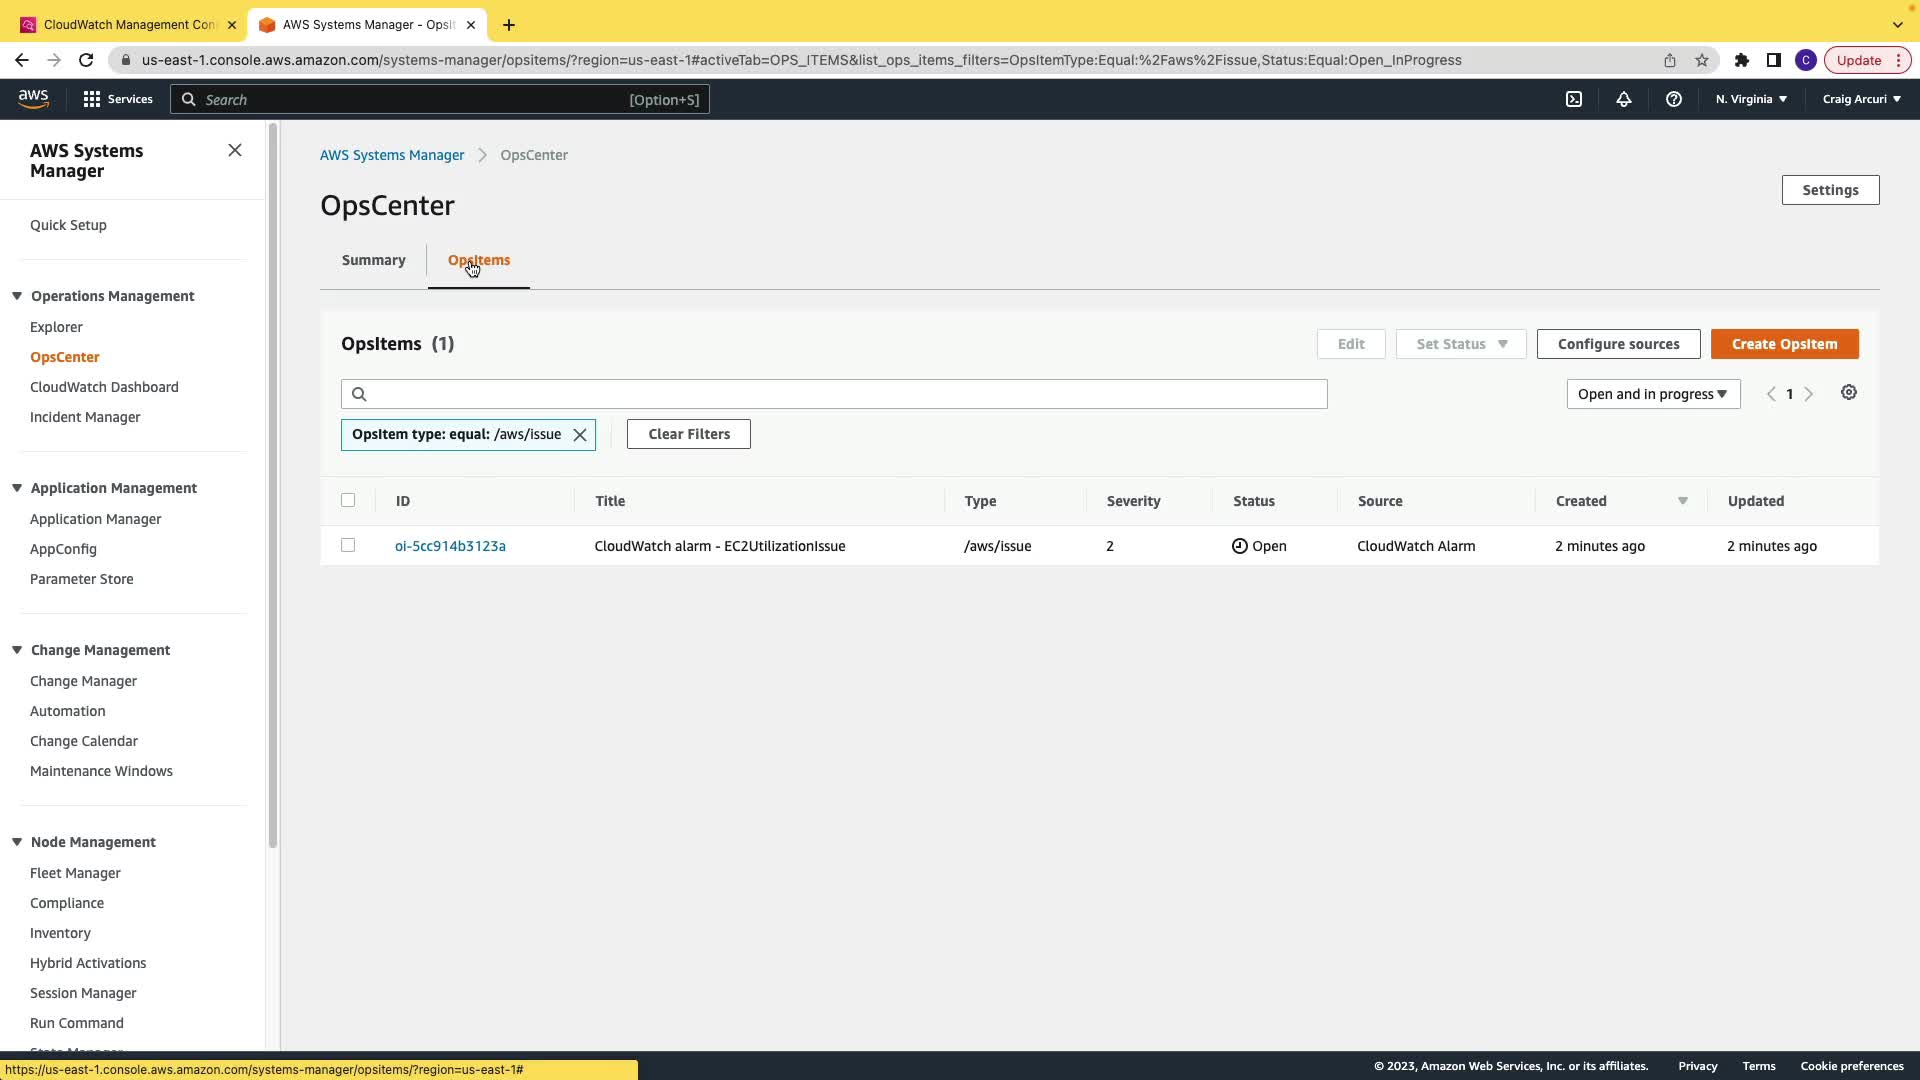 CloudWatch Management Con
AWS Systems Manager - OpsIt
us-east-1.console.aws.amazon.com/systems-manager/opsitems/?region=us-east-1#activeTab=OPS_ITEMS&list_ops_items_filters=OpsItemType:Equal:%2Faws%2Fissue,Status:Equal:Open_InProgress
C
Update
aws
Services
Search
[Option+S]
N. Virginia
Craig Arcuri
AWS Systems
Manager
Quick Setup
Operations Management
Explorer
OpsCenter
CloudWatch Dashboard
Incident Manager
Application Management
Application Manager
AppConfig
Parameter Store
Change Management
Change Manager
Automation
Change Calendar
Maintenance Windows
Node Management
Fleet Manager
Compliance
Inventory
Hybrid Activations
Session Manager
Run Command
AWS Systems Manager > OpsCenter
OpsCenter
Settings
Summary
OpsItems
OpsItems (1)
Edit
Set Status
Configure sources
Create OpsItem
Open and in progress
1
OpsItem type: equal: /aws/issue
Clear Filters
ID Title Type Severity Status Source Created Updated
oi-5cc914b3123a CloudWatch alarm - EC2UtilizationIssue /aws/issue 2 Open CloudWatch Alarm 2 minutes ago 2 minutes ago
https://us-east-1.console.aws.amazon.com/systems-manager/opsitems/?region=us-east-1#
© 2023, Amazon Web Services, Inc. or its affiliates. Privacy Terms Cookie preferences